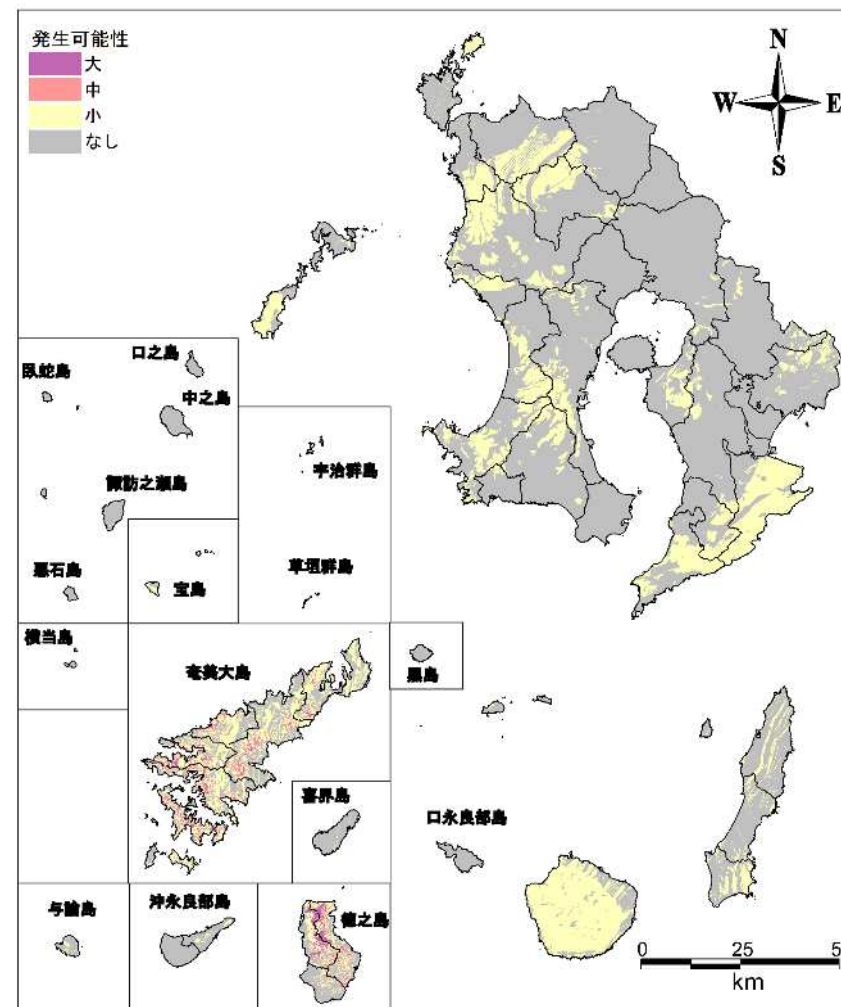 発生可能性
大
中
小
なし
N
W E
S
口之島
臥蛇島
中之島
宇治群島
諏訪之瀬島
悪石島
宝島
草垣群島
横当島
奄美大島
黒島
喜界島
口永良部島
与論島
沖永良部島
徳之島
0 25 5
km